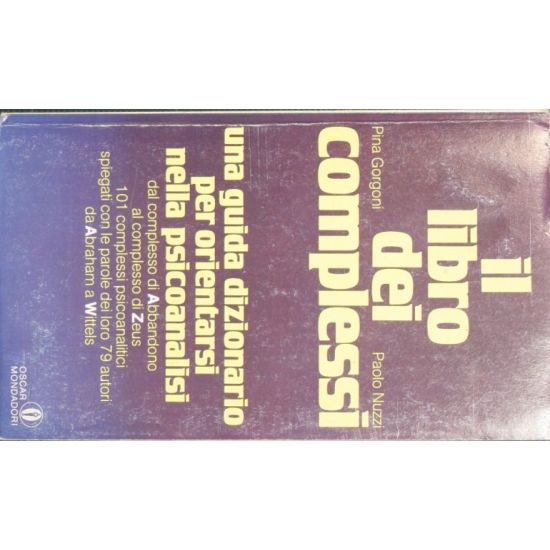 il
libro
dei
complessi
Pina Gorgoni Paolo Nuzzi
una guida dizionario
per orientarsi
nella psicoanalisi
dal complesso di Abbandono
al complesso di Zeus
101 complessi psicoanalitici
spiegati con le parole dei loro 79 autori
da Abraham a Wittels
OSCAR
MONDADORI